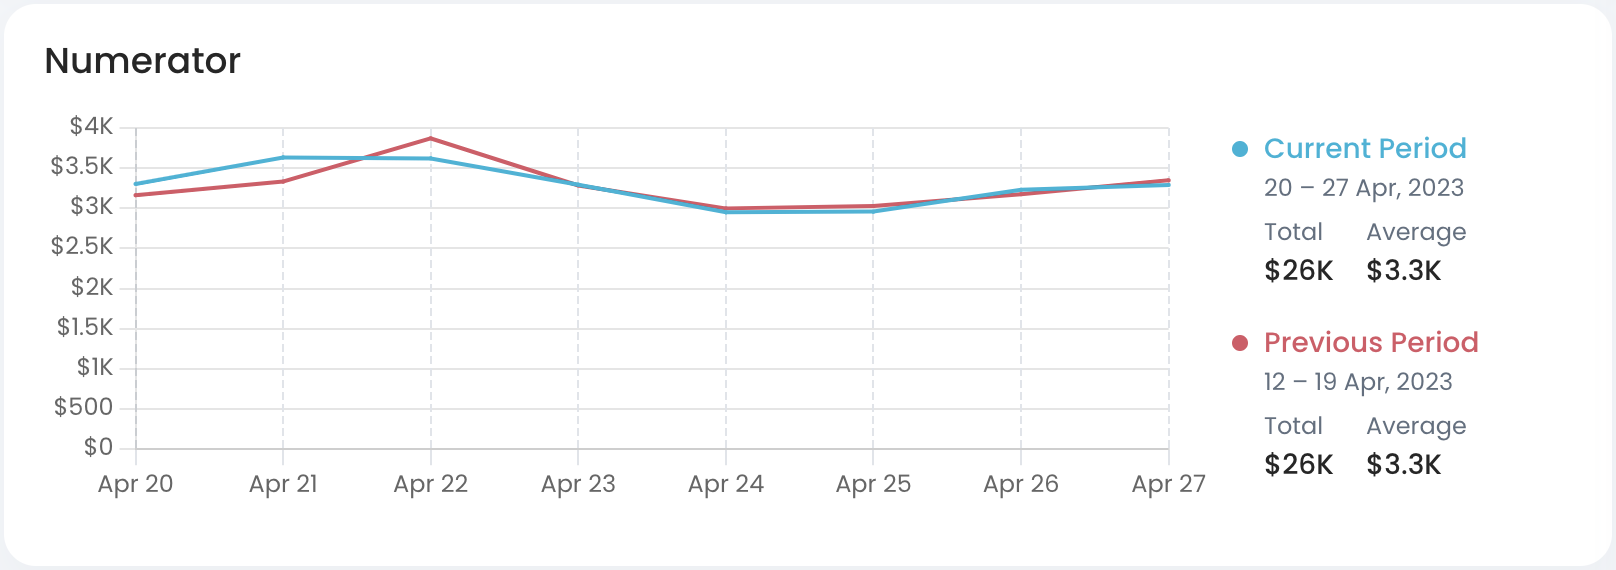 Numerator
$4K
$3.5K
$3K
$2.5K
$2K
$1.5K
$1K
$500
$0
Apr 20 Apr 21 Apr 22 Apr 23 Apr 24 Apr 25 Apr 26 Apr 27
Current Period
20 – 27 Apr, 2023
Total Average
$26K $3.3K
Previous Period
12 – 19 Apr, 2023
Total Average
$26K $3.3K